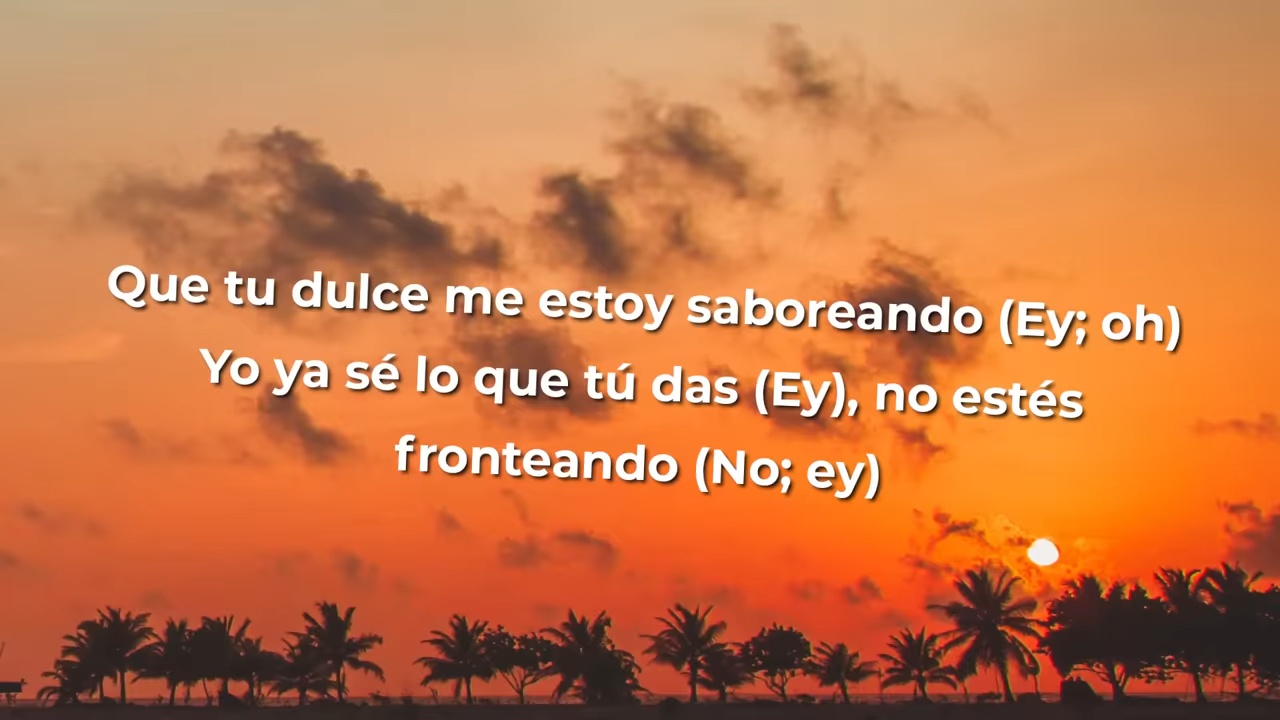 Que tu dulce me estoy saboreando (Ey; oh)
Yo ya sé lo que tú das (Ey), no estés
fronteando (No; ey)